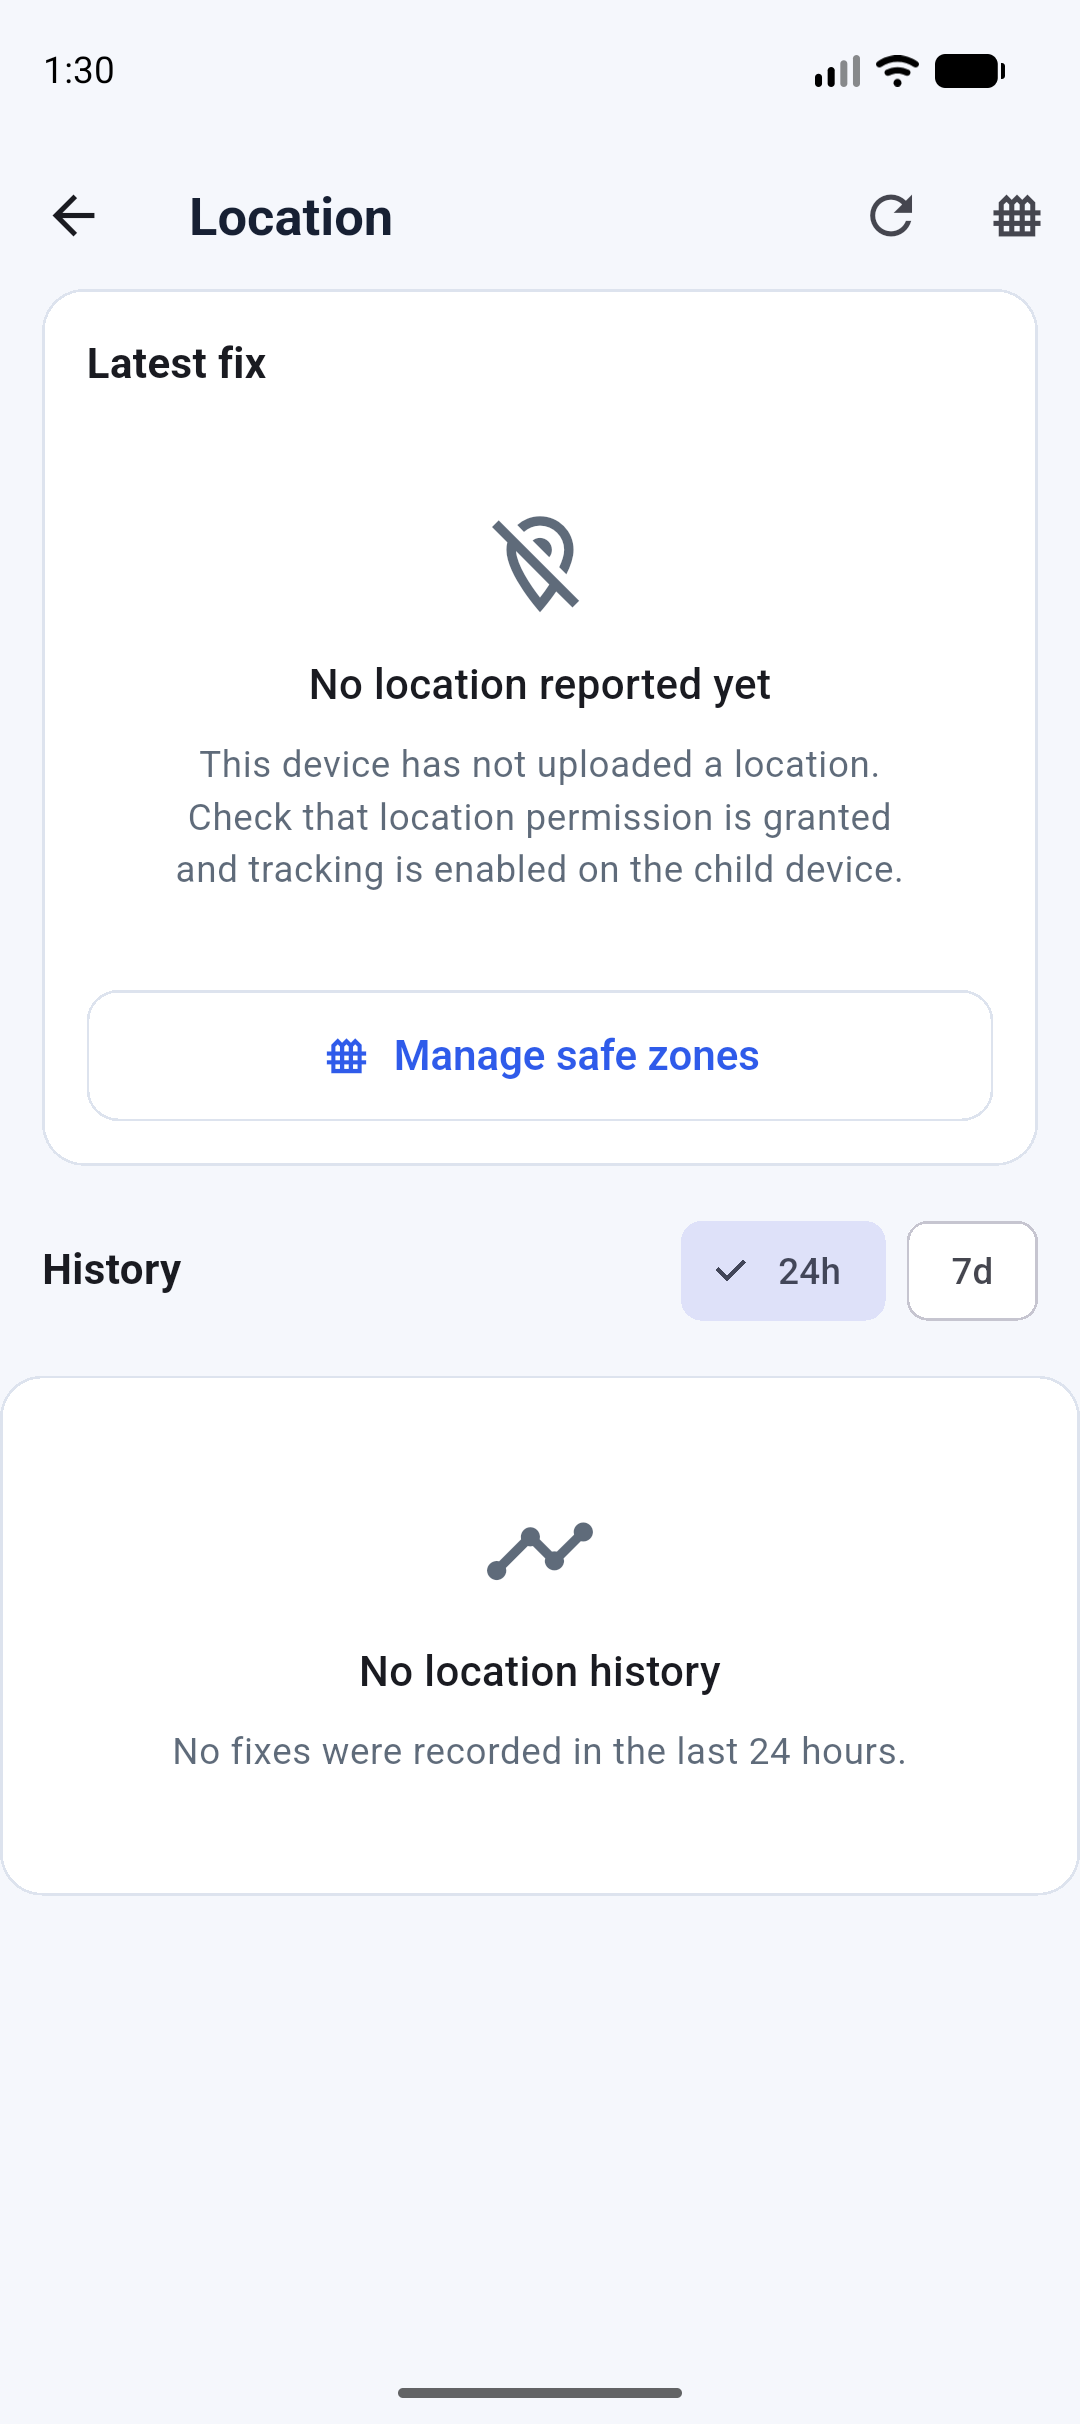 1:30
Location
Latest fix
No location reported yet
This device has not uploaded a location.
Check that location permission is granted
and tracking is enabled on the child device.
Manage safe zones
History
24h
7d
No location history
No fixes were recorded in the last 24 hours.